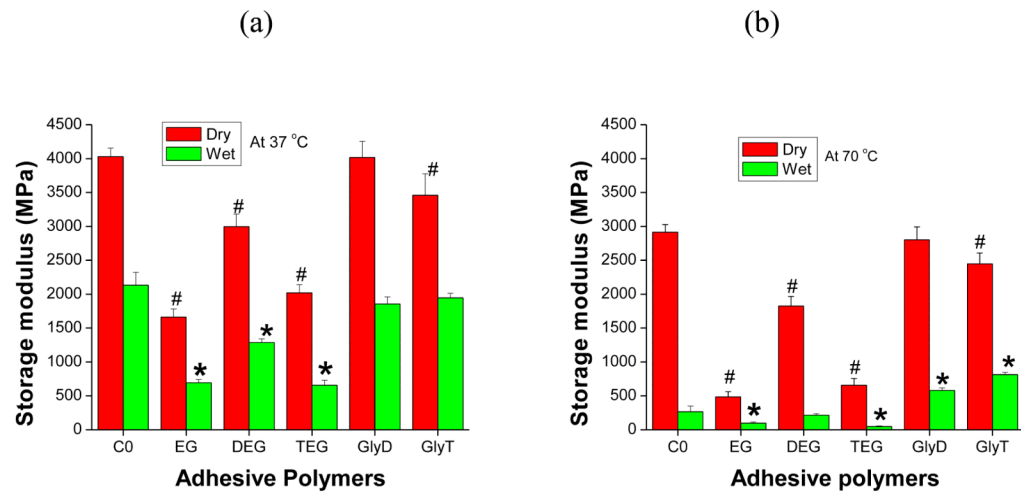 (a)
Storage modulus (MPa)
4500
4000
3500
3000
2500
2000
1500
1000
500
0
Dry
Wet
At 37 °C
#
#
#
#
*
*
*
C0 EG DEG TEG GlyD GlyT
Adhesive Polymers
(b)
Storage modulus (MPa)
4500
4000
3500
3000
2500
2000
1500
1000
500
0
Dry
Wet
At 70 °C
#
#
#
#
*
*
*
*
C0 EG DEG TEG GlyD GlyT
Adhesive polymers